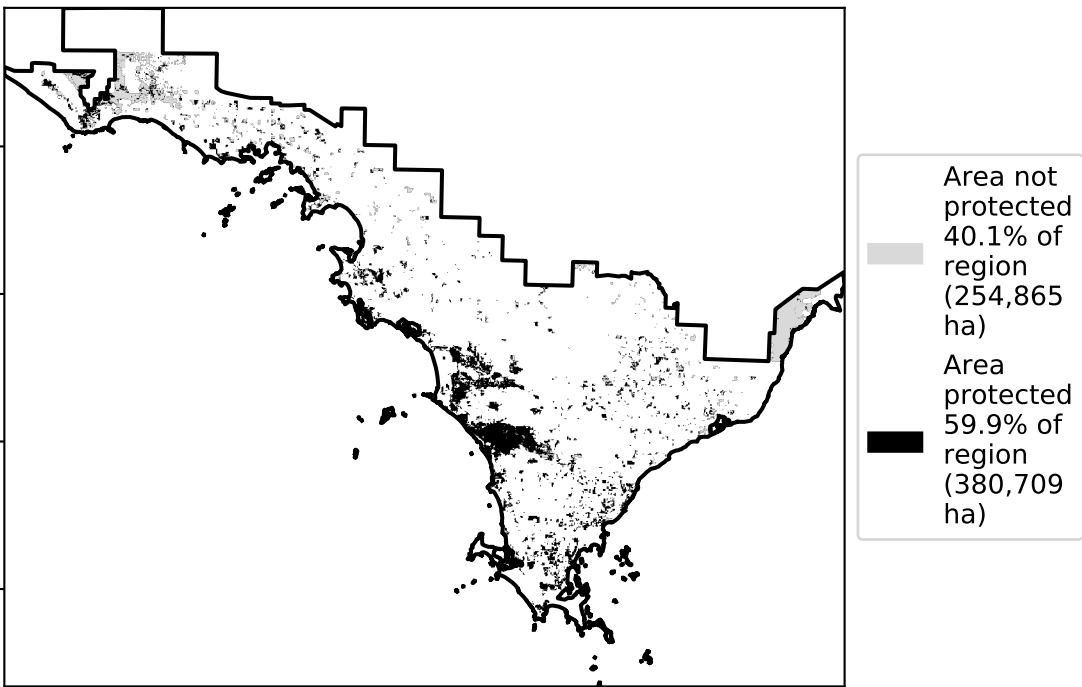 Area not
protected
40.1% of
region
(254,865
ha)
Area
protected
59.9% of
region
(380,709
ha)